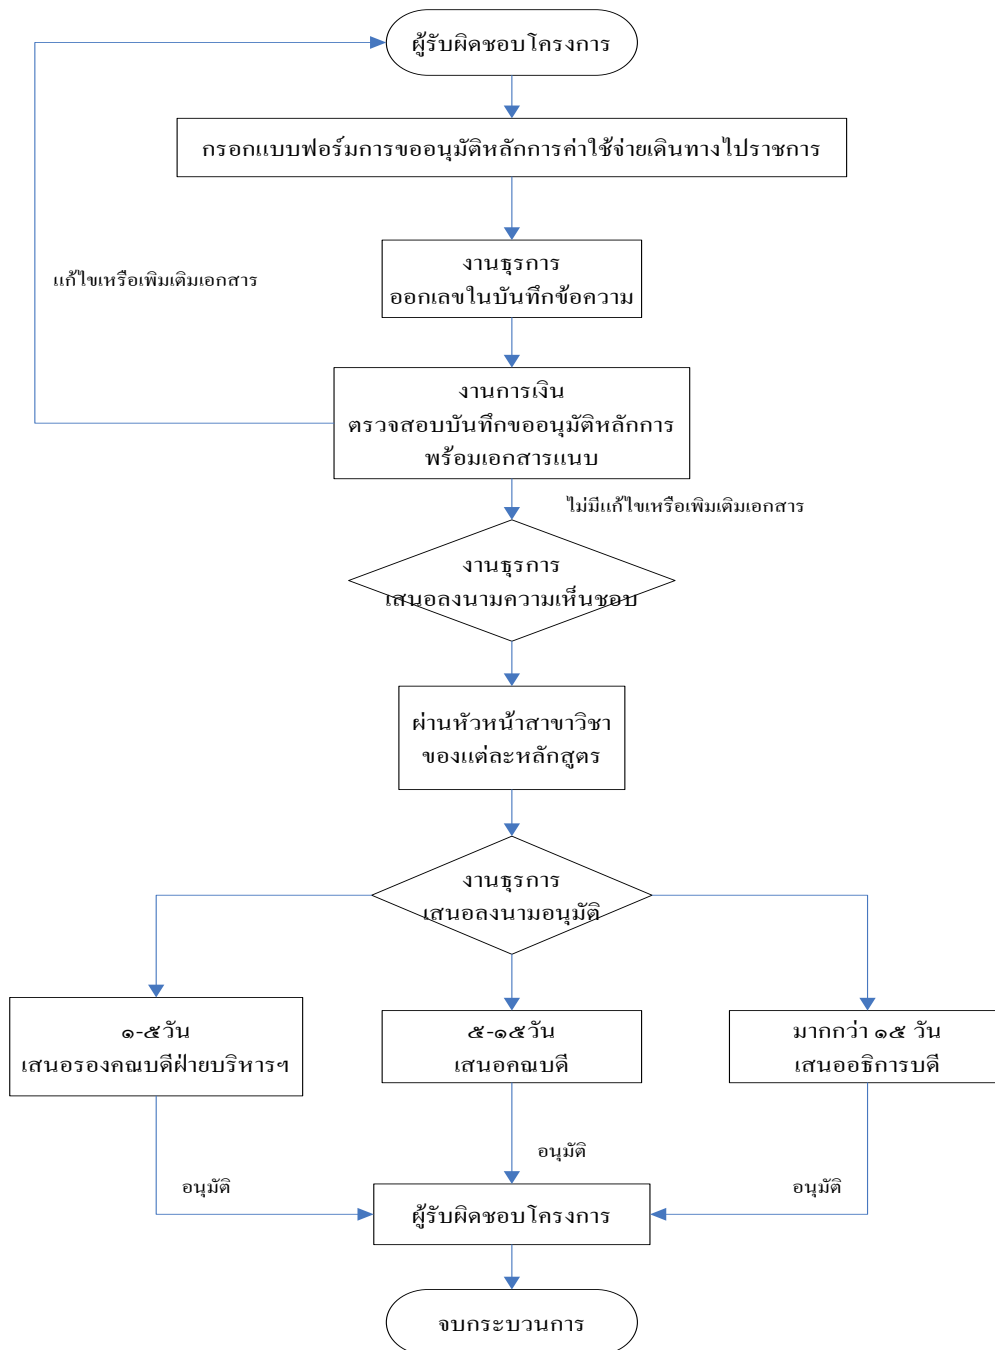 ผู้รับผิดชอบโครงการ
กรอกแบบฟอร์มการขออนุมัติหลักการค่าใช้จ่ายเดินทางไปราชการ
งานธุรการ
ออกเลขในบันทึกข้อความ
แก้ไขเหรือเพิมเติมเอกสาร
งานการเงิน
ตรวจสอบบันทึกขออนุมัติหลักการ
พร้อมเอกสารแนบ
ไม่มีแก้ไขเหรือเพิมเติมเอกสาร
งานธุรการ
เสนอลงนามความเห็นชอบ
ผ่านหัวหน้าสาขาวิชา
ของแต่ละหลักสูตร
งานธุรการ
เสนอลงนามอนุมัติ
๑-๕วัน
เสนอรองคณบดีฝ่ายบริหารฯ
๕-๑๕วัน
เสนอคณบดี
มากกว่า ๑๕ วัน
เสนออธิการบดี
อนุมัติ
อนุมัติ
อนุมัติ
ผู้รับผิดชอบโครงการ
จบกระบวนการ